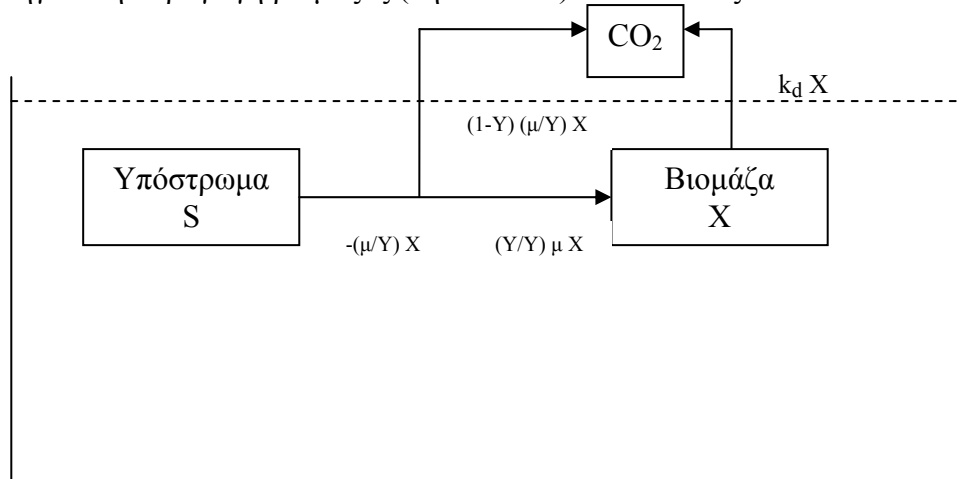 CO₂
k_d X
(1-Y) (μ/Y) X
Υπόστρωμα
S
Βιομάζα
X
-(μ/Y) X
(Y/Y) μ X